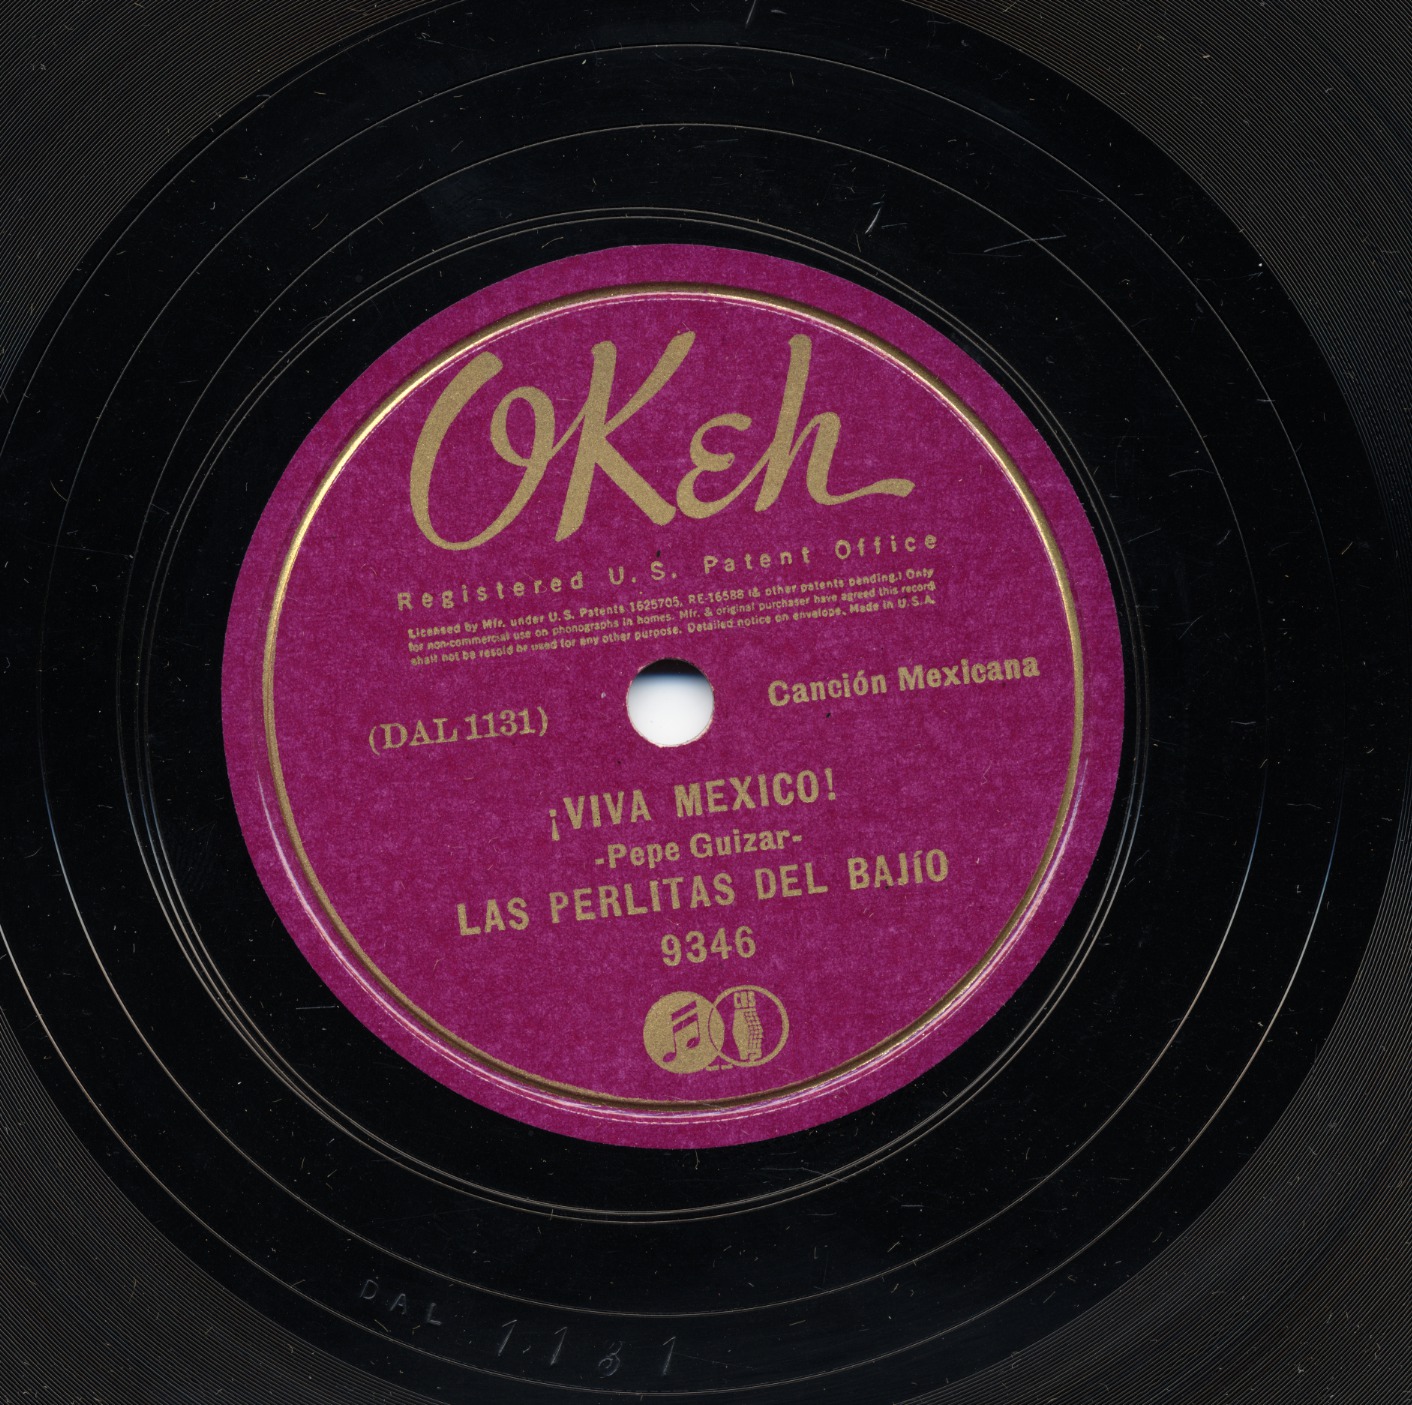 OKeh
Registered U.S. Patent Office
Licensed by Mfr. under U.S. Patents 1625705, RE-16588 (& other patents pending.) Only
for non-commercial use on phonographs in homes. Mfr. & original purchaser have agreed this record
shall not be resold or used for any other purpose. Detailed notice on envelope. Made in U.S.A.
Canción Mexicana
(DAL 1131)
¡VIVA MEXICO!
-Pepe Guizar-
LAS PERLITAS DEL BAJíO
9346
CBS
DAL 1131